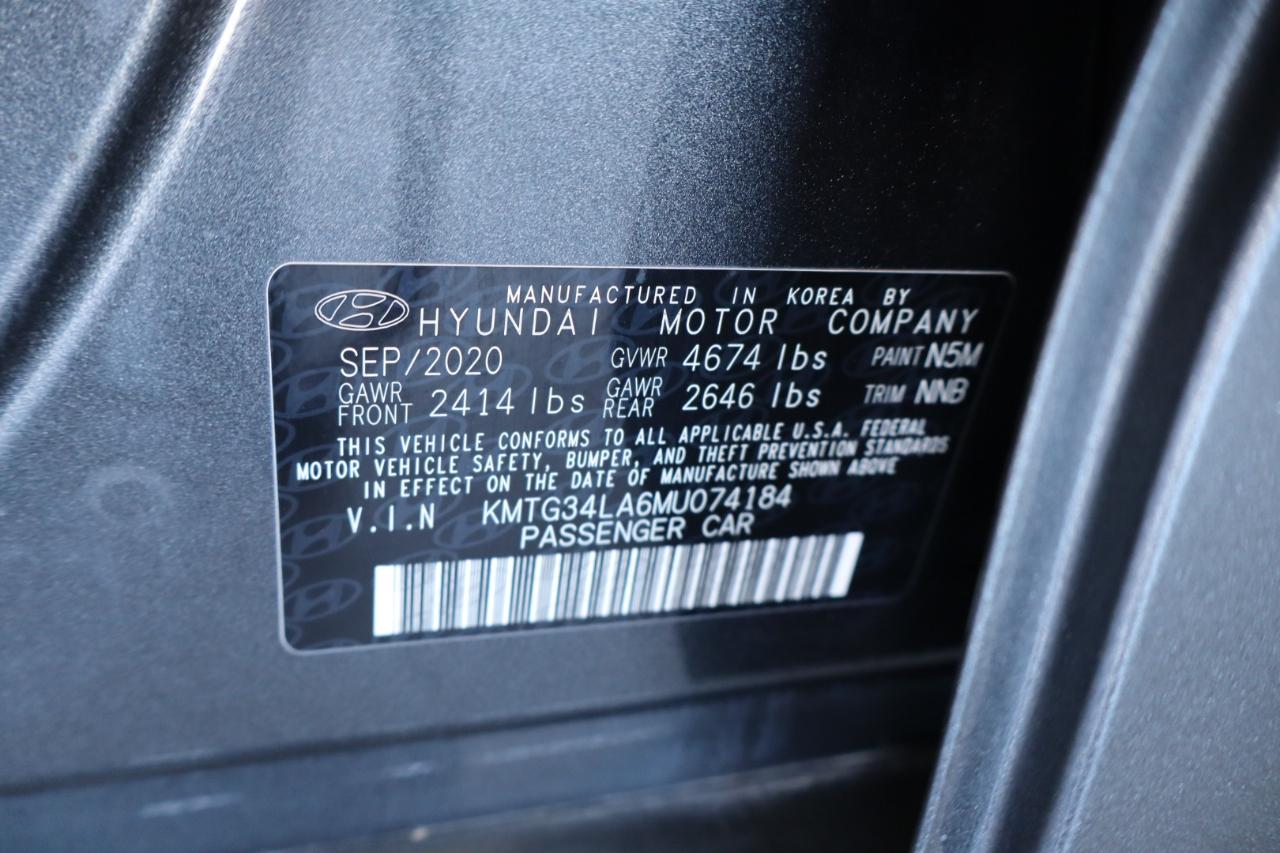 MANUFACTURED IN KOREA BY
HYUNDAI MOTOR COMPANY
SEP/2020 GVWR 4674 lbs PAINT N5M
GAWR FRONT 2414 lbs GAWR REAR 2646 lbs TRIM NNB
THIS VEHICLE CONFORMS TO ALL APPLICABLE U.S.A. FEDERAL
MOTOR VEHICLE SAFETY, BUMPER, AND THEFT PREVENTION STANDARDS
IN EFFECT ON THE DATE OF MANUFACTURE SHOWN ABOVE
V.I.N KMTG34LA6MU074184
PASSENGER CAR